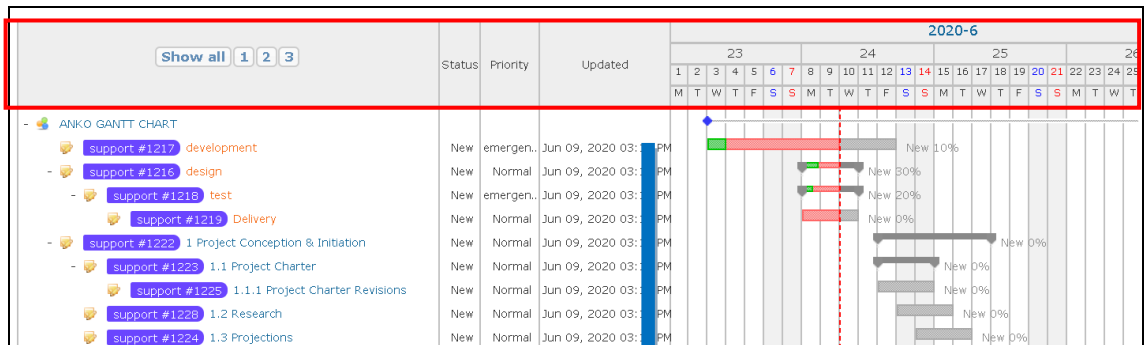 2020-6
23 24 25 26
Show all 1 2 3
Status Priority Updated
1 2 3 4 5 6 7 8 9 10 11 12 13 14 15 16 17 18 19 20 21 22 23 24 25
M T W T F S S M T W T F S S M T W T F S S M T W T
- ANKO GANTT CHART
support #1217 development New emergen.. Jun 09, 2020 03: PM New 10%
- support #1216 design New Normal Jun 09, 2020 03: PM New 30%
- support #1218 test New emergen.. Jun 09, 2020 03: PM New 20%
support #1219 Delivery New Normal Jun 09, 2020 03: PM New 0%
- support #1222 1 Project Conception & Initiation New Normal Jun 09, 2020 03: PM New 0%
- support #1223 1.1 Project Charter New Normal Jun 09, 2020 03: PM New 0%
support #1225 1.1.1 Project Charter Revisions New Normal Jun 09, 2020 03: PM New 0%
support #1228 1.2 Research New Normal Jun 09, 2020 03: PM New 0%
support #1224 1.3 Projections New Normal Jun 09, 2020 03: PM New 0%